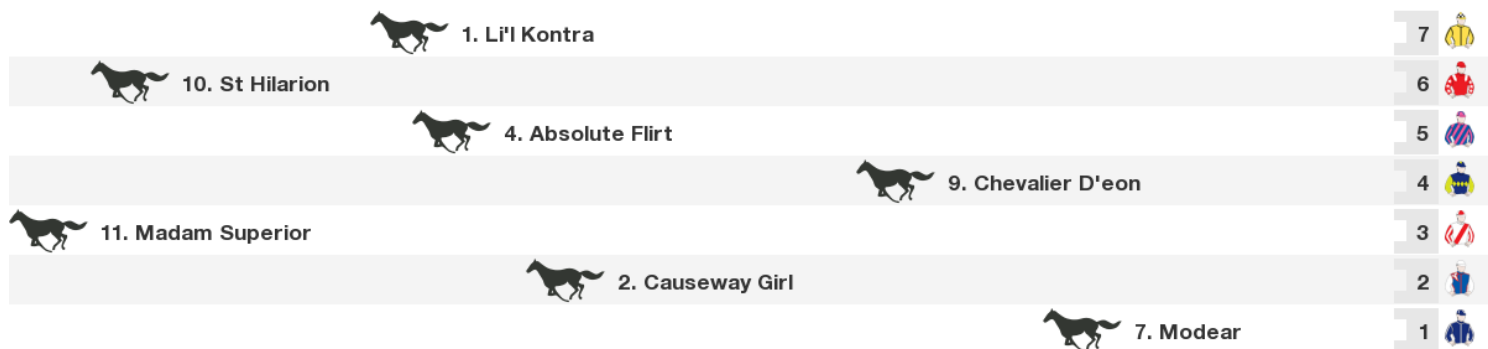 1. Li'l Kontra 7
10. St Hilarion 6
4. Absolute Flirt 5
9. Chevalier D'eon 4
11. Madam Superior 3
2. Causeway Girl 2
7. Modear 1